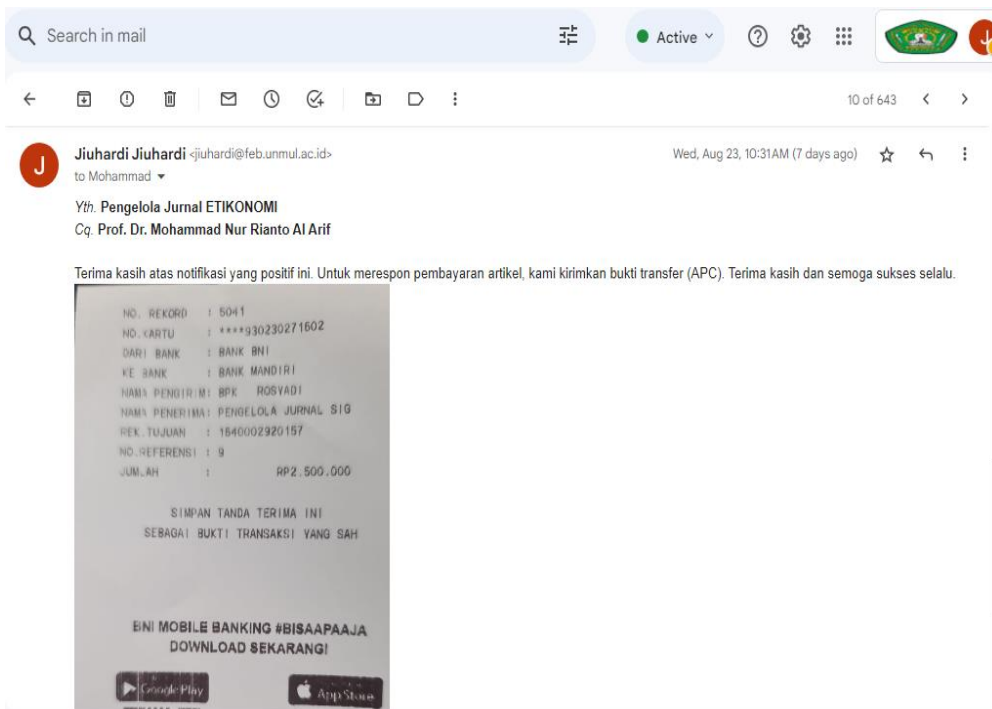 Search in mail
Active
10 of 643
J
Jiuhardi Jiuhardi <jiuhardi@feb.unmul.ac.id>
Wed, Aug 23, 10:31 AM (7 days ago)
to Mohammad
Yth. Pengelola Jurnal ETIKONOMI
Cq. Prof. Dr. Mohammad Nur Rianto Al Arif
Terima kasih atas notifikasi yang positif ini. Untuk merespon pembayaran artikel, kami kirimkan bukti transfer (APC). Terima kasih dan semoga sukses selalu.
NO. REKORD : 5041
NO.KARTU : ****930230271602
DARI BANK : BANK BNI
KE BANK : BANK MANDIRI
NAMA PENGIRIM: BPK ROSYADI
NAMA PENERIMA: PENGELOLA JURNAL SIG
REK.TUJUAN : 1640002920157
NO.REFERENSI : 9
JUMLAH : RP2.500.000
SIMPAN TANDA TERIMA INI
SEBAGAI BUKTI TRANSAKSI YANG SAH
BNI MOBILE BANKING #BISAAPAAJA
DOWNLOAD SEKARANG!
Google Play
App Store